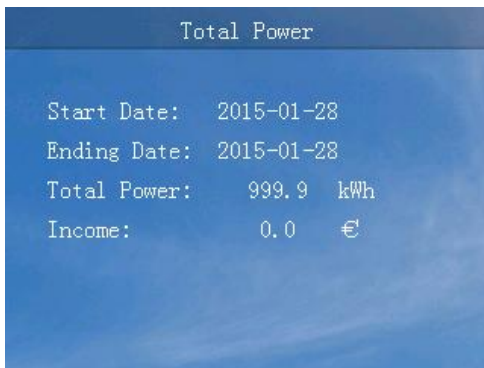 Total Power
Start Date: 2015-01-28
Ending Date: 2015-01-28
Total Power: 999.9 kWh
Income: 0.0 €